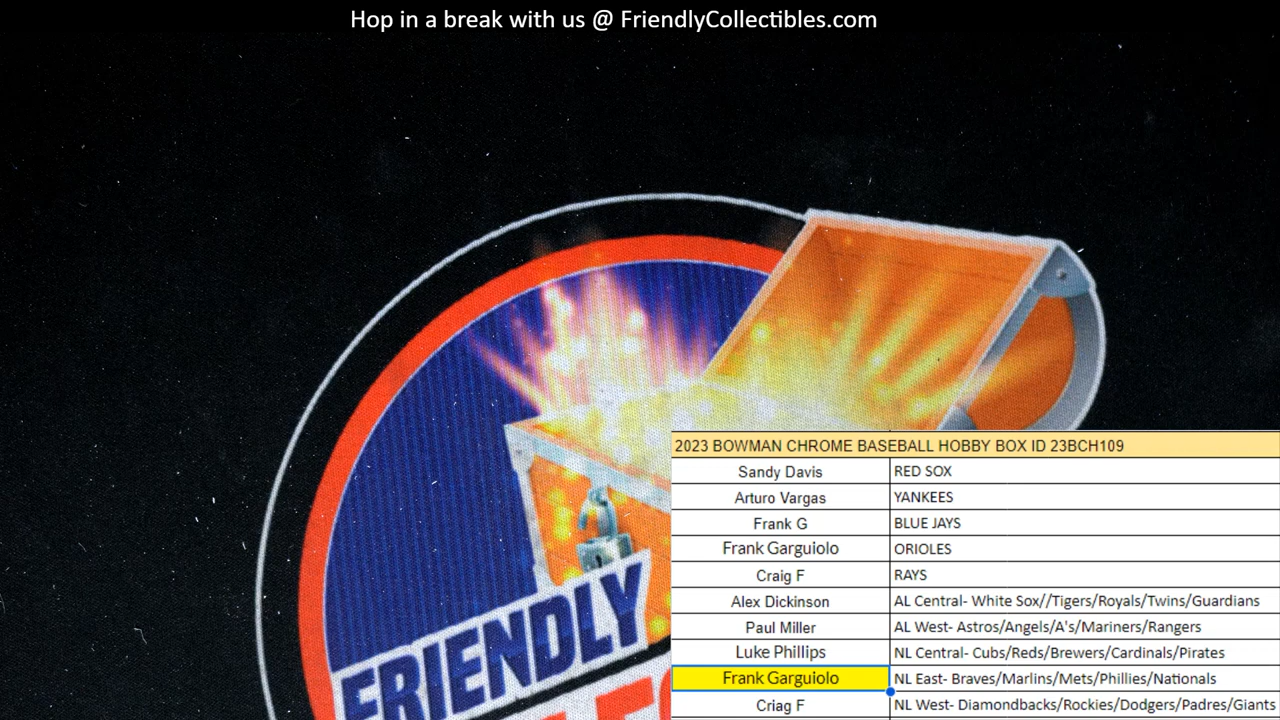 Hop in a break with us @ FriendlyCollectibles.com
FRIENDLY
2023 BOWMAN CHROME BASEBALL HOBBY BOX ID 23BCH109
Sandy Davis RED SOX
Arturo Vargas YANKEES
Frank G BLUE JAYS
Frank Garguiolo ORIOLES
Craig F RAYS
Alex Dickinson AL Central- White Sox//Tigers/Royals/Twins/Guardians
Paul Miller AL West- Astros/Angels/A's/Mariners/Rangers
Luke Phillips NL Central- Cubs/Reds/Brewers/Cardinals/Pirates
Frank Garguiolo NL East- Braves/Marlins/Mets/Phillies/Nationals
Criag F NL West- Diamondbacks/Rockies/Dodgers/Padres/Giants